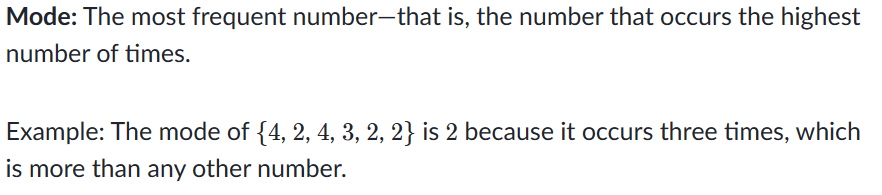 Mode: The most frequent number—that is, the number that occurs the highest
number of times.
Example: The mode of {4, 2, 4, 3, 2, 2} is 2 because it occurs three times, which
is more than any other number.